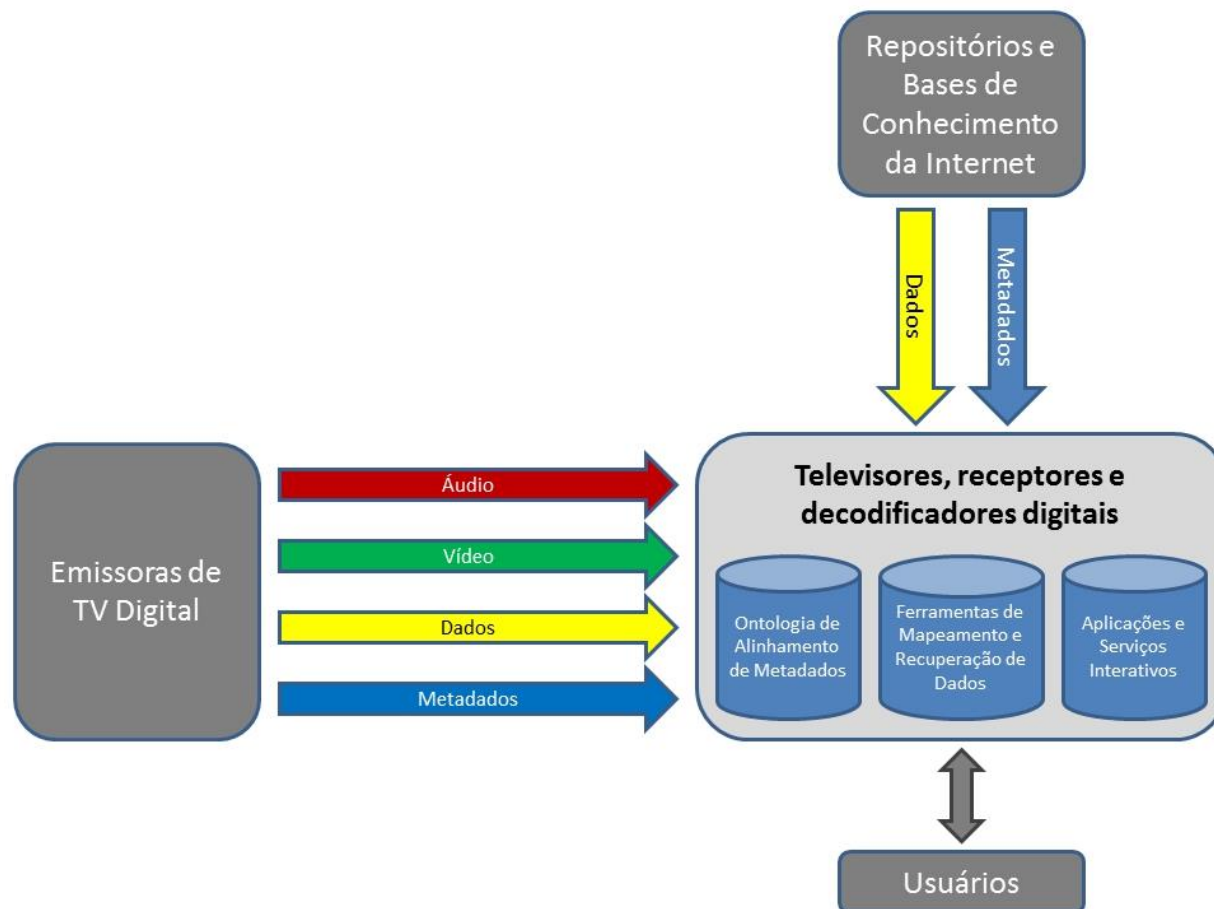 Repositórios e
Bases de
Conhecimento
da Internet
Dados
Metadados
Emissoras de
TV Digital
Áudio
Vídeo
Dados
Metadados
Televisores, receptores e
decodificadores digitais
Ontologia de
Alinhamento
de Metadados
Ferramentas de
Mapeamento e
Recuperação de
Dados
Aplicações e
Serviços
Interativos
Usuários